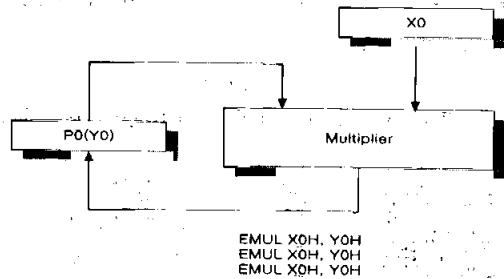 X0
P0(Y0)
Multiplier
EMUL X0H, Y0H
EMUL X0H, Y0H
EMUL X0H, Y0H